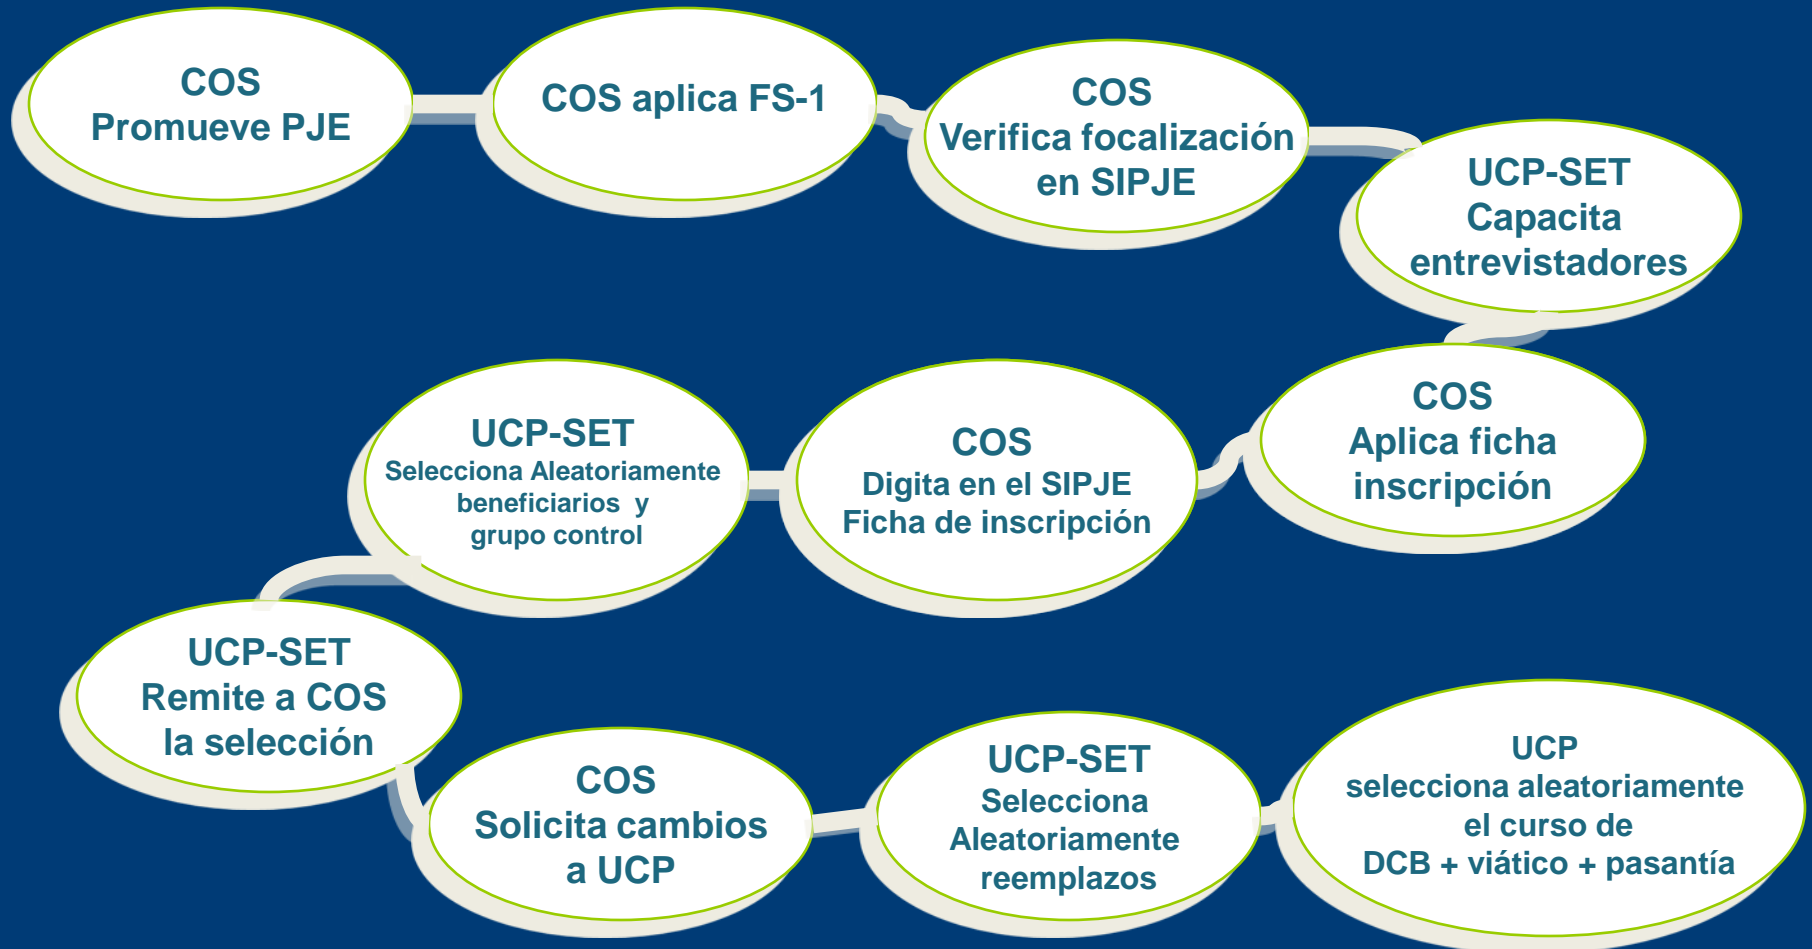 COS
Promueve PJE
COS aplica FS-1
COS
Verifica focalización
en SIPJE
UCP-SET
Capacita
entrevistadores
COS
Aplica ficha
inscripción
COS
Digita en el SIPJE
Ficha de inscripción
UCP-SET
Selecciona Aleatoriamente
beneficiarios y
grupo control
UCP-SET
Remite a COS
la selección
COS
Solicita cambios
a UCP
UCP-SET
Selecciona
Aleatoriamente
reemplazos
UCP
selecciona aleatoriamente
el curso de
DCB + viático + pasantía